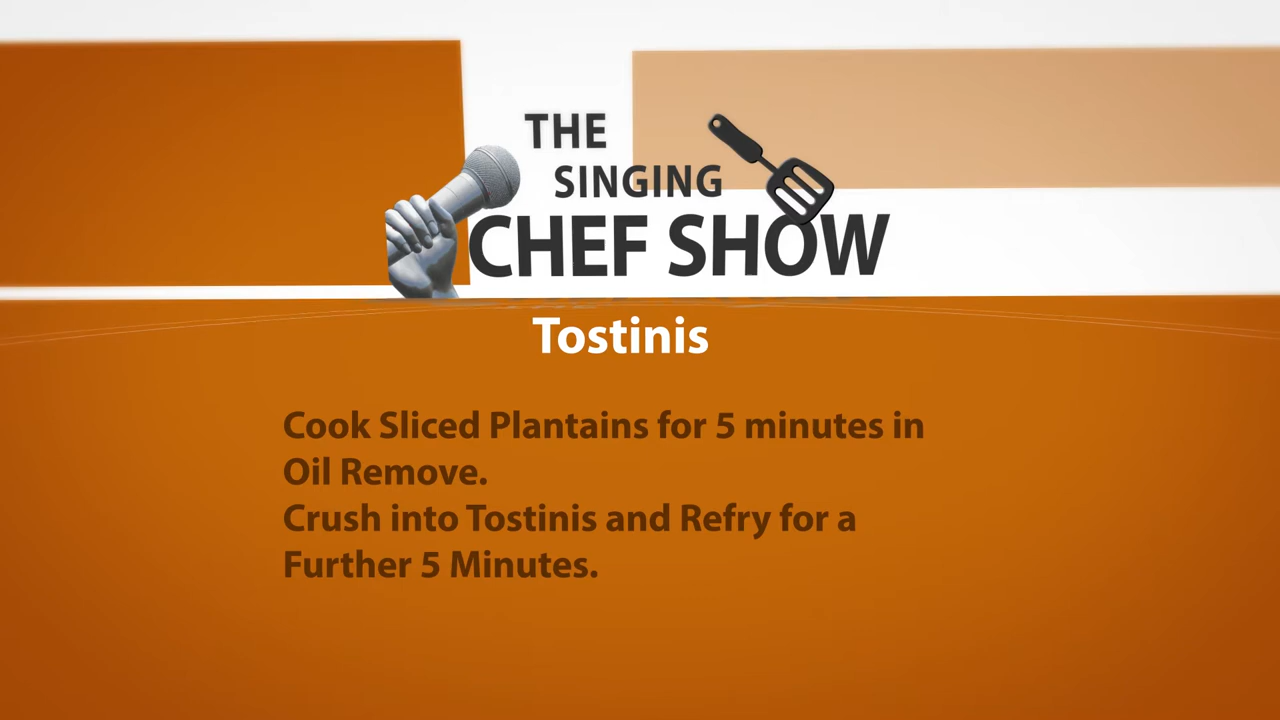 THE
SINGING
CHEF SHOW
Tostinis
Cook Sliced Plantains for 5 minutes in
Oil Remove.
Crush into Tostinis and Refry for a
Further 5 Minutes.